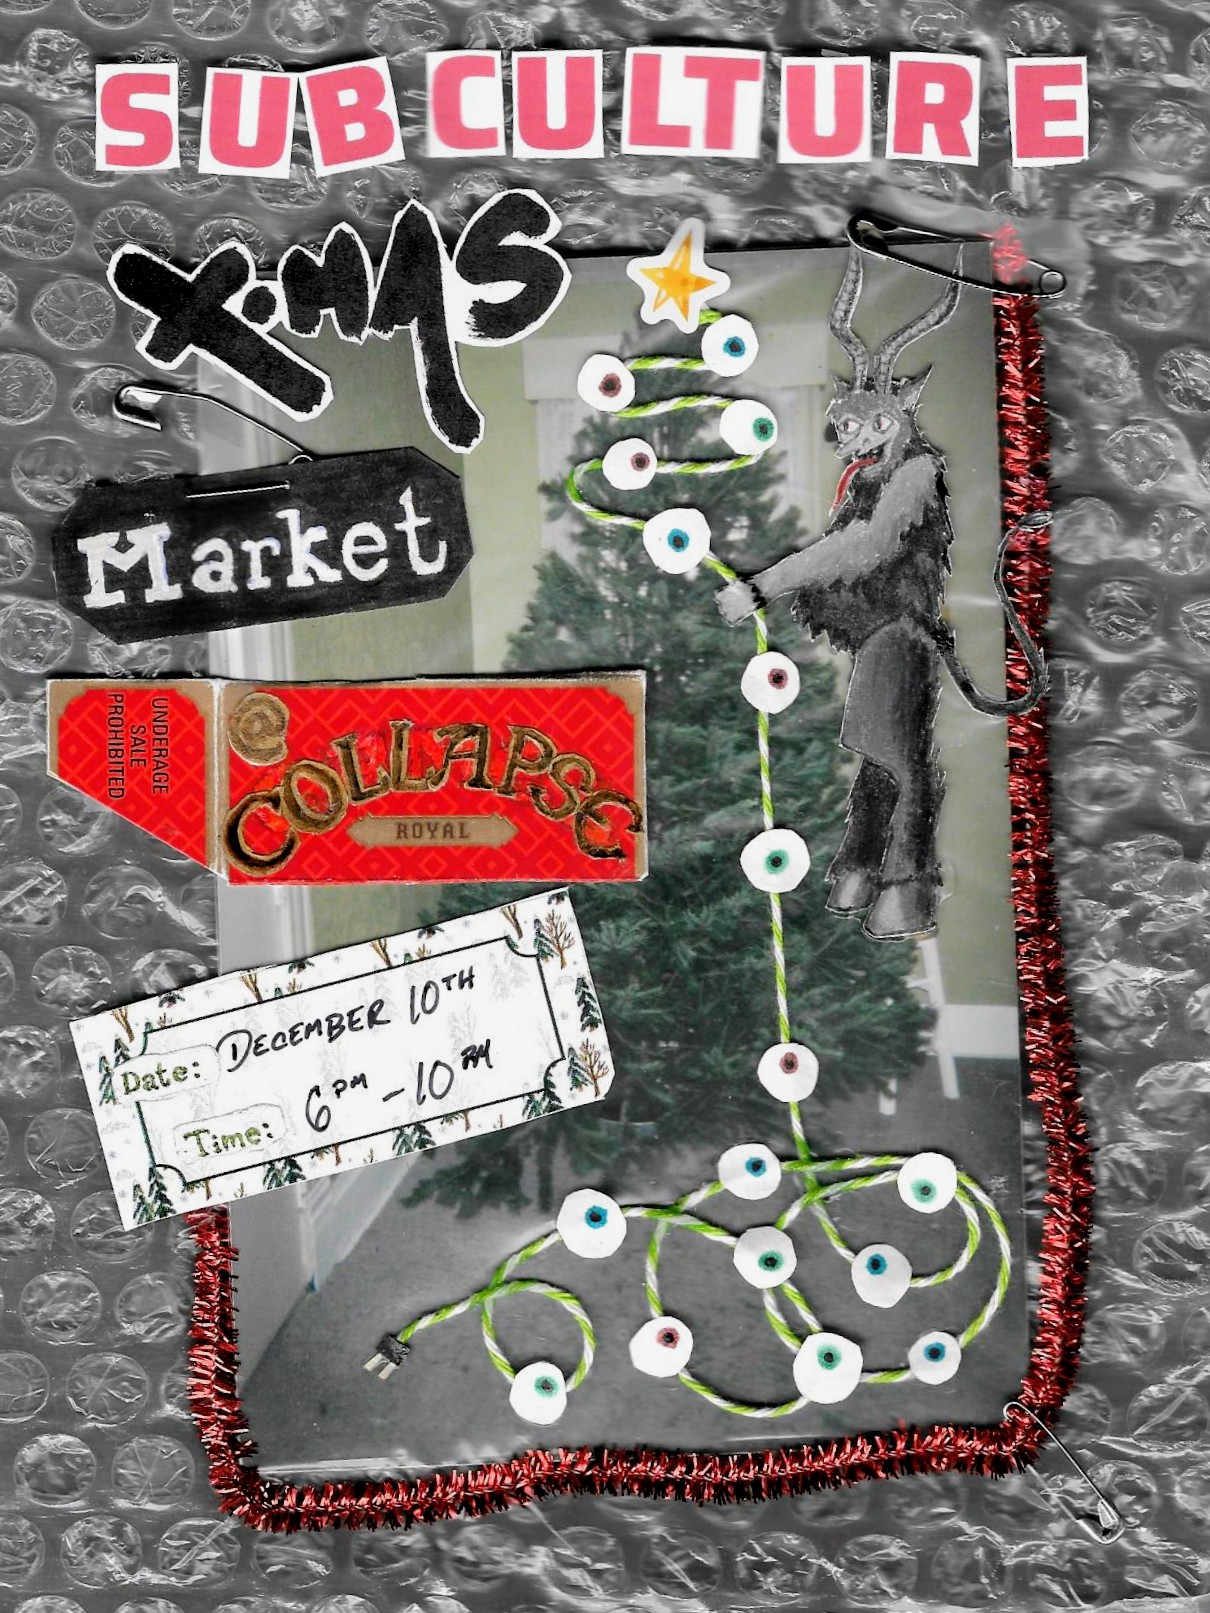 SUBCULTURE
X-MAS
Market
UNDERAGE
SALE
PROHIBITED
@
COLLAPSE
ROYAL
Date: DECEMBER 10TH
Time: 6PM - 10PM